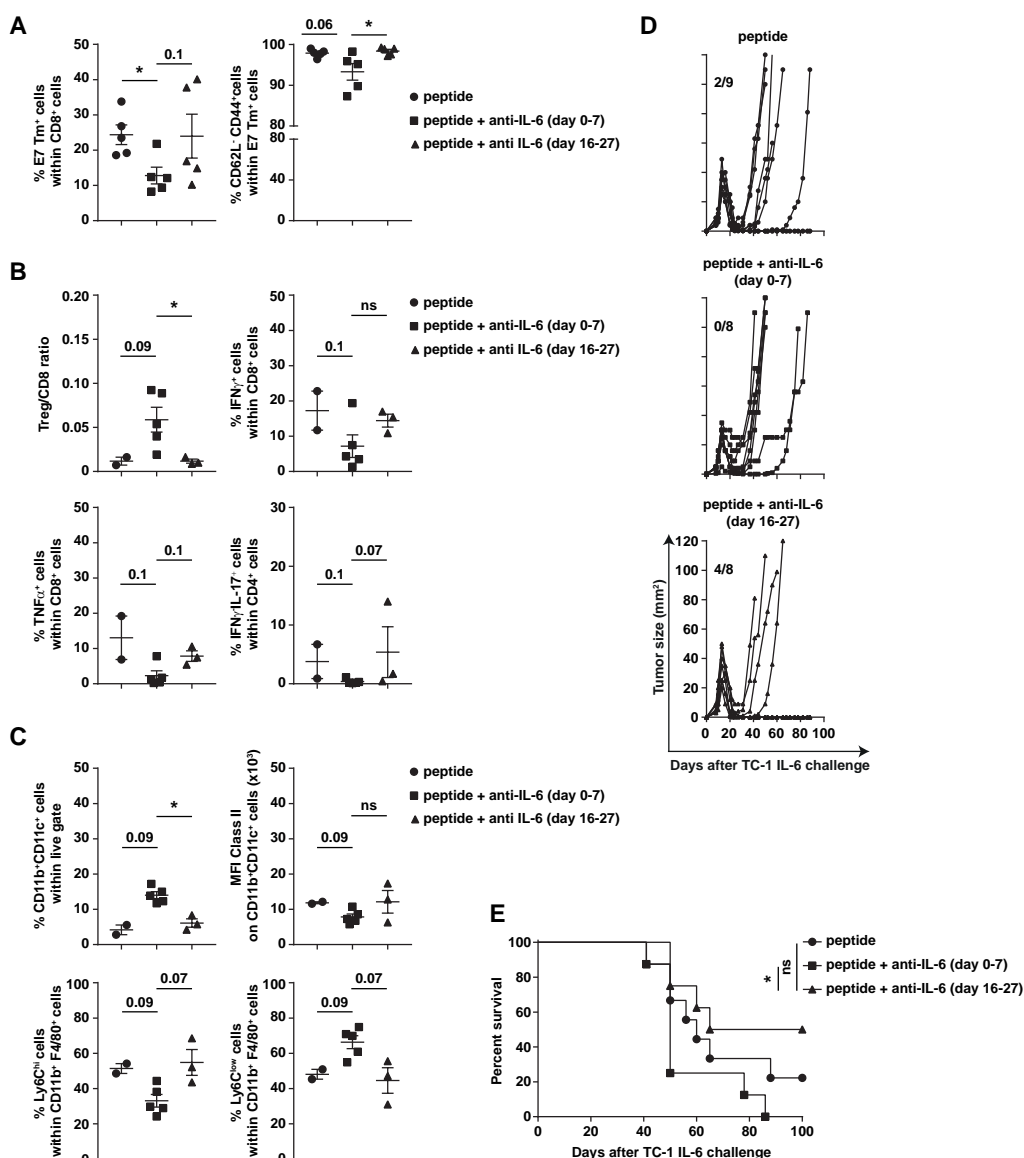 A
% E7 Tm⁺ cells
within CD8⁺ cells
50
40
30
20
10
0
*
0.1
% CD62L⁻ CD44⁺cells
within E7 Tm⁺ cells
100
90
80
80
0
0.06
*
peptide
peptide + anti-IL-6 (day 0-7)
peptide + anti IL-6 (day 16-27)
B
Treg/CD8 ratio
0.20
0.15
0.10
0.05
0
0.09
*
% IFNγ⁺ cells
within CD8⁺ cells
50
40
30
20
10
0
0.1
ns
peptide
peptide + anti-IL-6 (day 0-7)
peptide + anti IL-6 (day 16-27)
% TNFα⁺ cells
within CD8⁺ cells
50
40
30
20
10
0
0.1
0.1
% IFNγ⁻IL-17⁺ cells
within CD4⁺ cells
30
20
10
0
0.1
0.07
C
% CD11b⁺CD11c⁺ cells
within live gate
50
40
30
20
10
0
0.09
*
MFI Class II
on CD11b⁺CD11c⁺ cells (x10³)
50
40
30
20
10
0
0.09
ns
peptide
peptide + anti-IL-6 (day 0-7)
peptide + anti IL-6 (day 16-27)
% Ly6Cʰⁱ cells
within CD11b⁺ F4/80⁺ cells
100
80
60
40
20
0
0.09
0.07
% Ly6Cˡᵒʷ cells
within CD11b⁺ F4/80⁺ cells
100
80
60
40
20
0
0.09
0.07
D
peptide
2/9
peptide + anti-IL-6
(day 0-7)
0/8
peptide + anti-IL-6
(day 16-27)
4/8
Tumor size (mm²)
120
100
80
60
40
20
0
0 20 40 60 80 100
Days after TC-1 IL-6 challenge
E
Percent survival
100
80
60
40
20
0
0 20 40 60 80 100
Days after TC-1 IL-6 challenge
*
ns
peptide
peptide + anti-IL-6 (day 0-7)
peptide + anti-IL-6 (day 16-27)